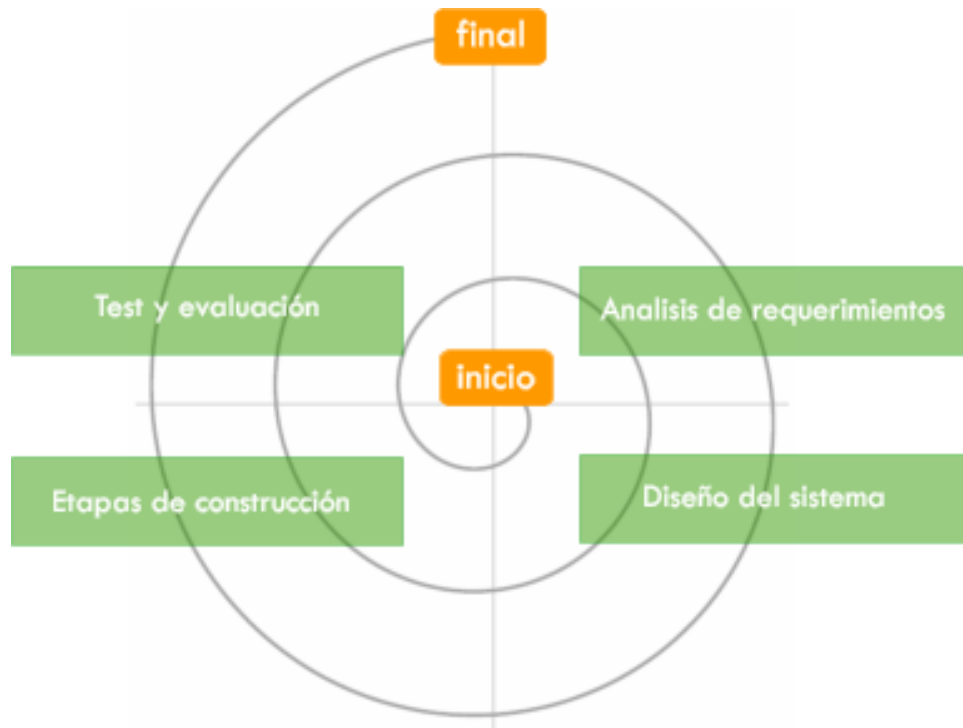 final
Test y evaluación
Analisis de requerimientos
inicio
Etapas de construcción
Diseño del sistema